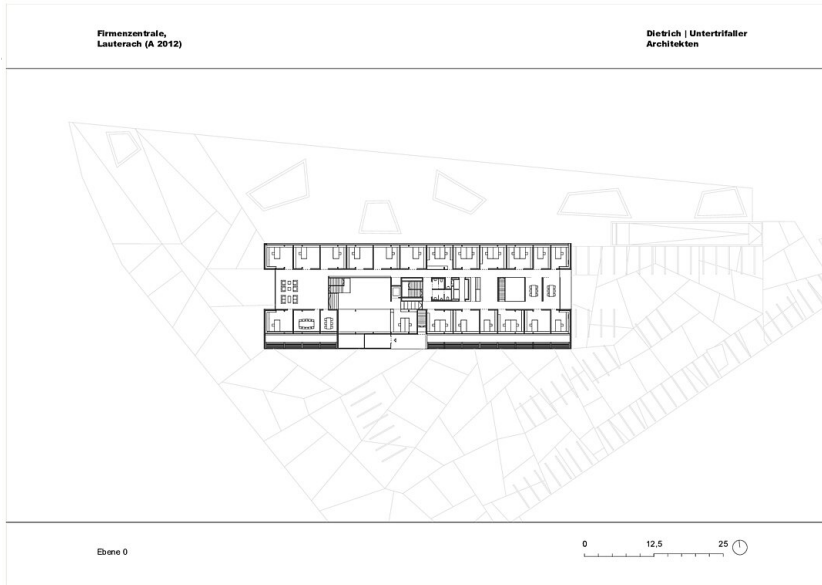 Firmenzentrale,
Lauterach (A 2012)
Dietrich | Untertrifaller
Architekten
Ebene 0
0 12,5 25